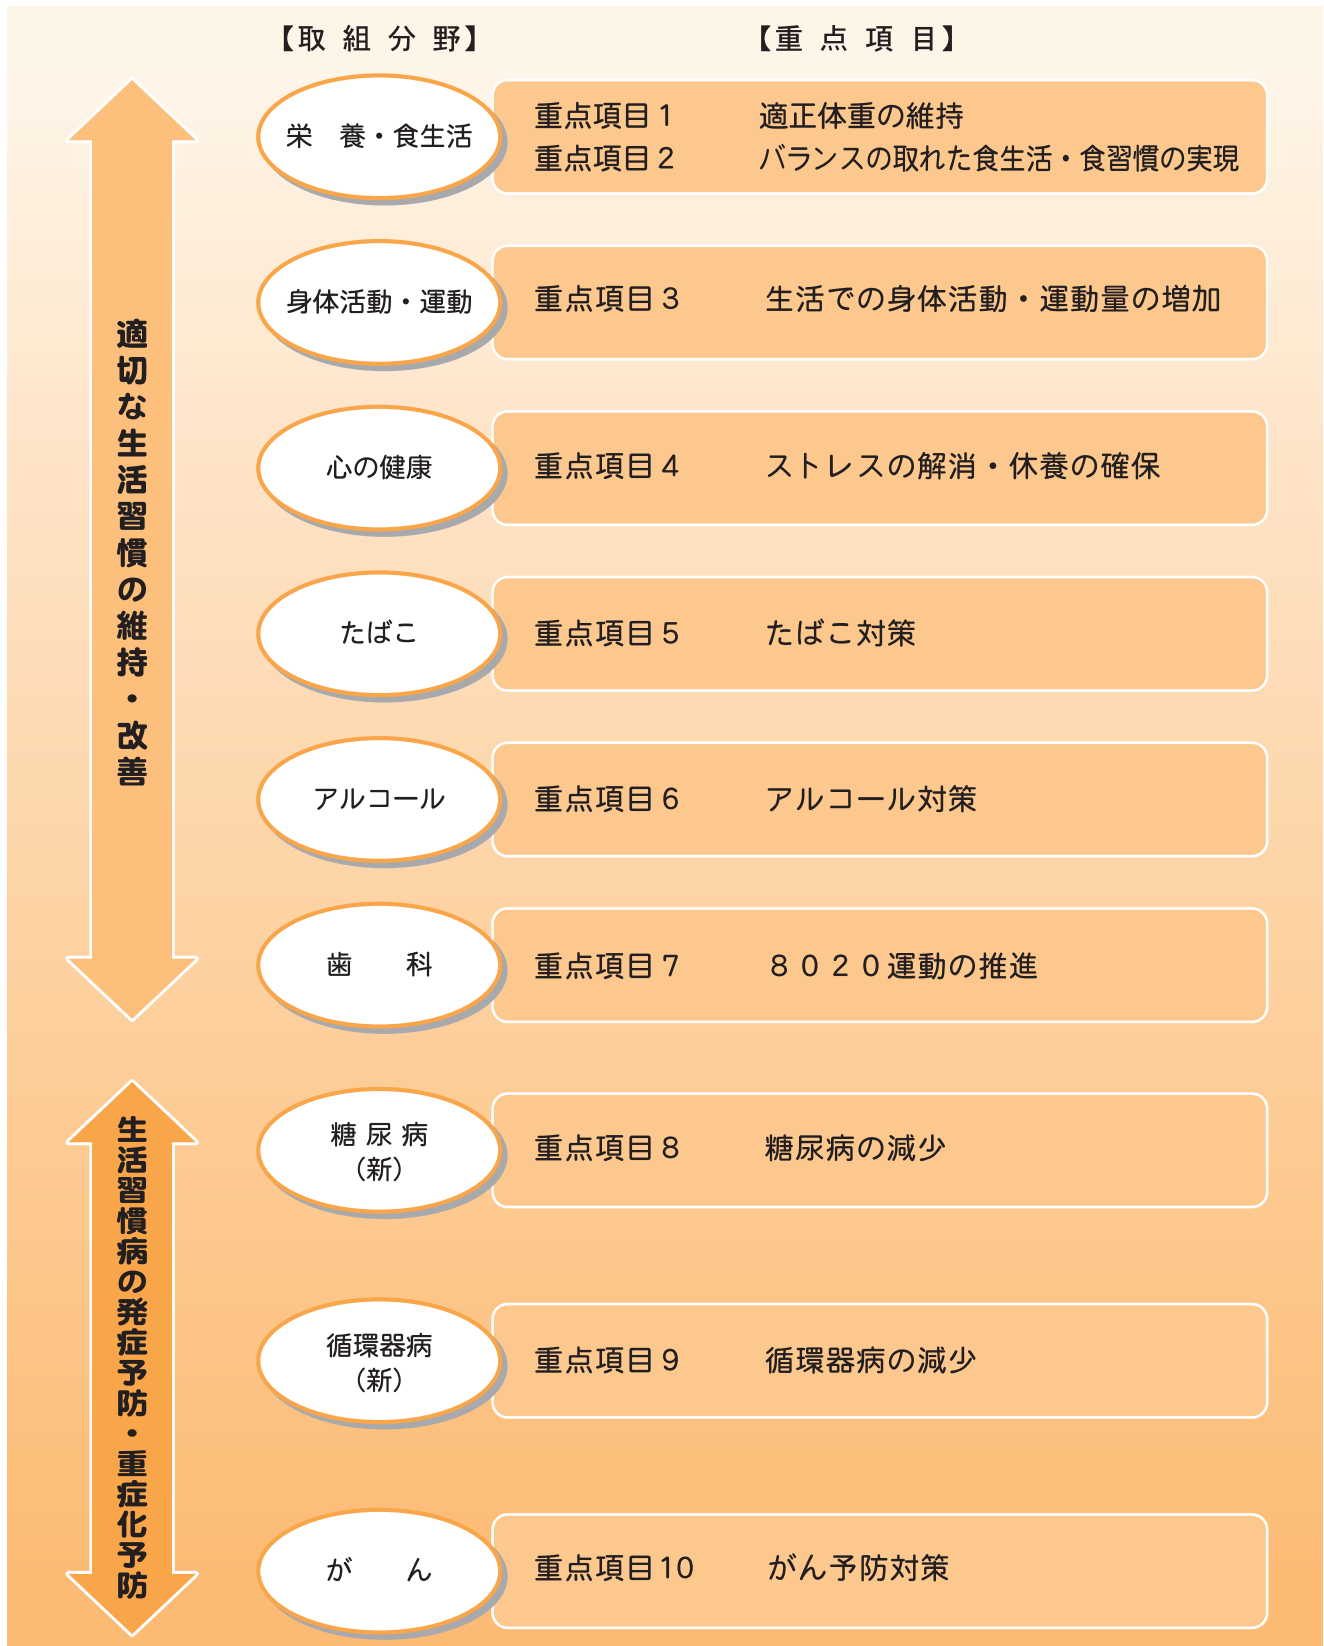 【取組分野】
【重点項目】
適切な生活習慣の維持・改善
栄　養・食生活
重点項目１　適正体重の維持
重点項目２　バランスの取れた食生活・食習慣の実現
身体活動・運動
重点項目３　生活での身体活動・運動量の増加
心の健康
重点項目４　ストレスの解消・休養の確保
たばこ
重点項目５　たばこ対策
アルコール
重点項目６　アルコール対策
歯　科
重点項目７　８０２０運動の推進
生活習慣病の発症予防・重症化予防
糖尿病
（新）
重点項目８　糖尿病の減少
循環器病
（新）
重点項目９　循環器病の減少
が　ん
重点項目10　がん予防対策